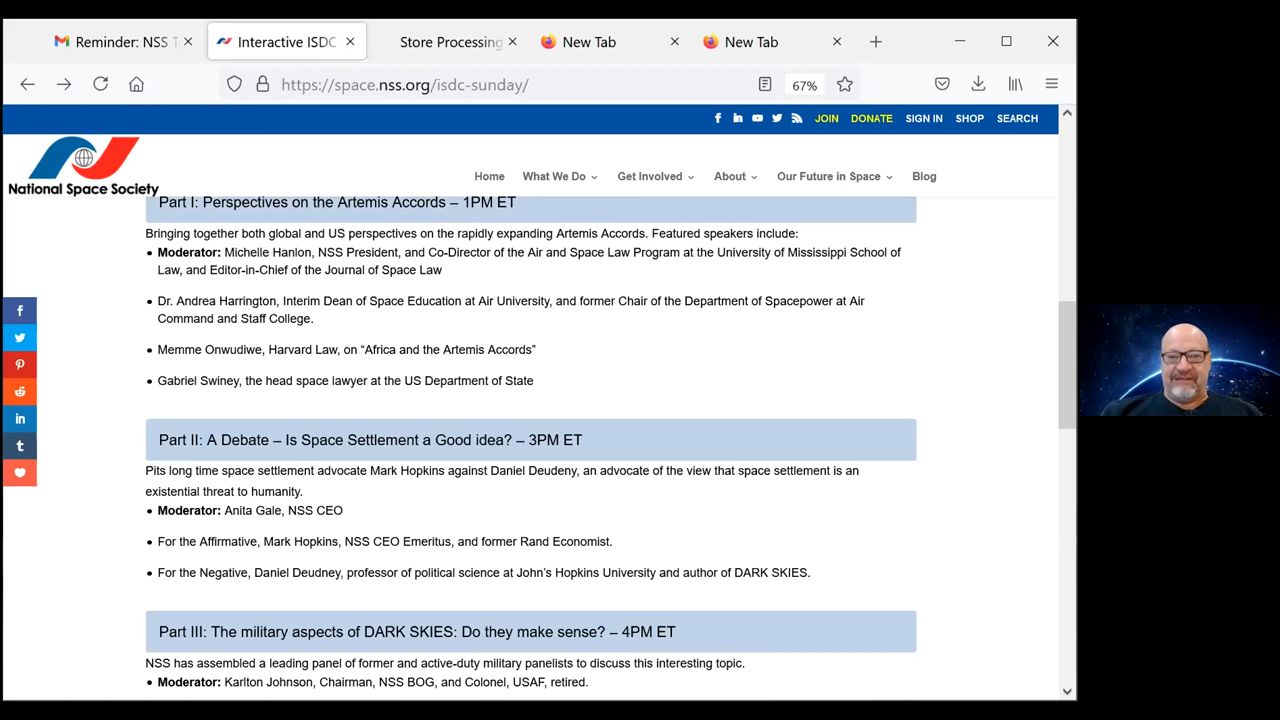 Reminder: NSS T
Interactive ISDC
Store Processing
New Tab
New Tab
https://space.nss.org/isdc-sunday/
67%
JOIN DONATE SIGN IN SHOP SEARCH
National Space Society
Home What We Do Get Involved About Our Future in Space Blog
Part I: Perspectives on the Artemis Accords – 1PM ET
Bringing together both global and US perspectives on the rapidly expanding Artemis Accords. Featured speakers include:
• Moderator: Michelle Hanlon, NSS President, and Co-Director of the Air and Space Law Program at the University of Mississippi School of
Law, and Editor-in-Chief of the Journal of Space Law
• Dr. Andrea Harrington, Interim Dean of Space Education at Air University, and former Chair of the Department of Spacepower at Air
Command and Staff College.
• Memme Onwudiwe, Harvard Law, on “Africa and the Artemis Accords”
• Gabriel Swiney, the head space lawyer at the US Department of State
Part II: A Debate – Is Space Settlement a Good idea? – 3PM ET
Pits long time space settlement advocate Mark Hopkins against Daniel Deudeny, an advocate of the view that space settlement is an
existential threat to humanity.
• Moderator: Anita Gale, NSS CEO
• For the Affirmative, Mark Hopkins, NSS CEO Emeritus, and former Rand Economist.
• For the Negative, Daniel Deudney, professor of political science at John’s Hopkins University and author of DARK SKIES.
Part III: The military aspects of DARK SKIES: Do they make sense? – 4PM ET
NSS has assembled a leading panel of former and active-duty military panelists to discuss this interesting topic.
• Moderator: Karlton Johnson, Chairman, NSS BOG, and Colonel, USAF, retired.